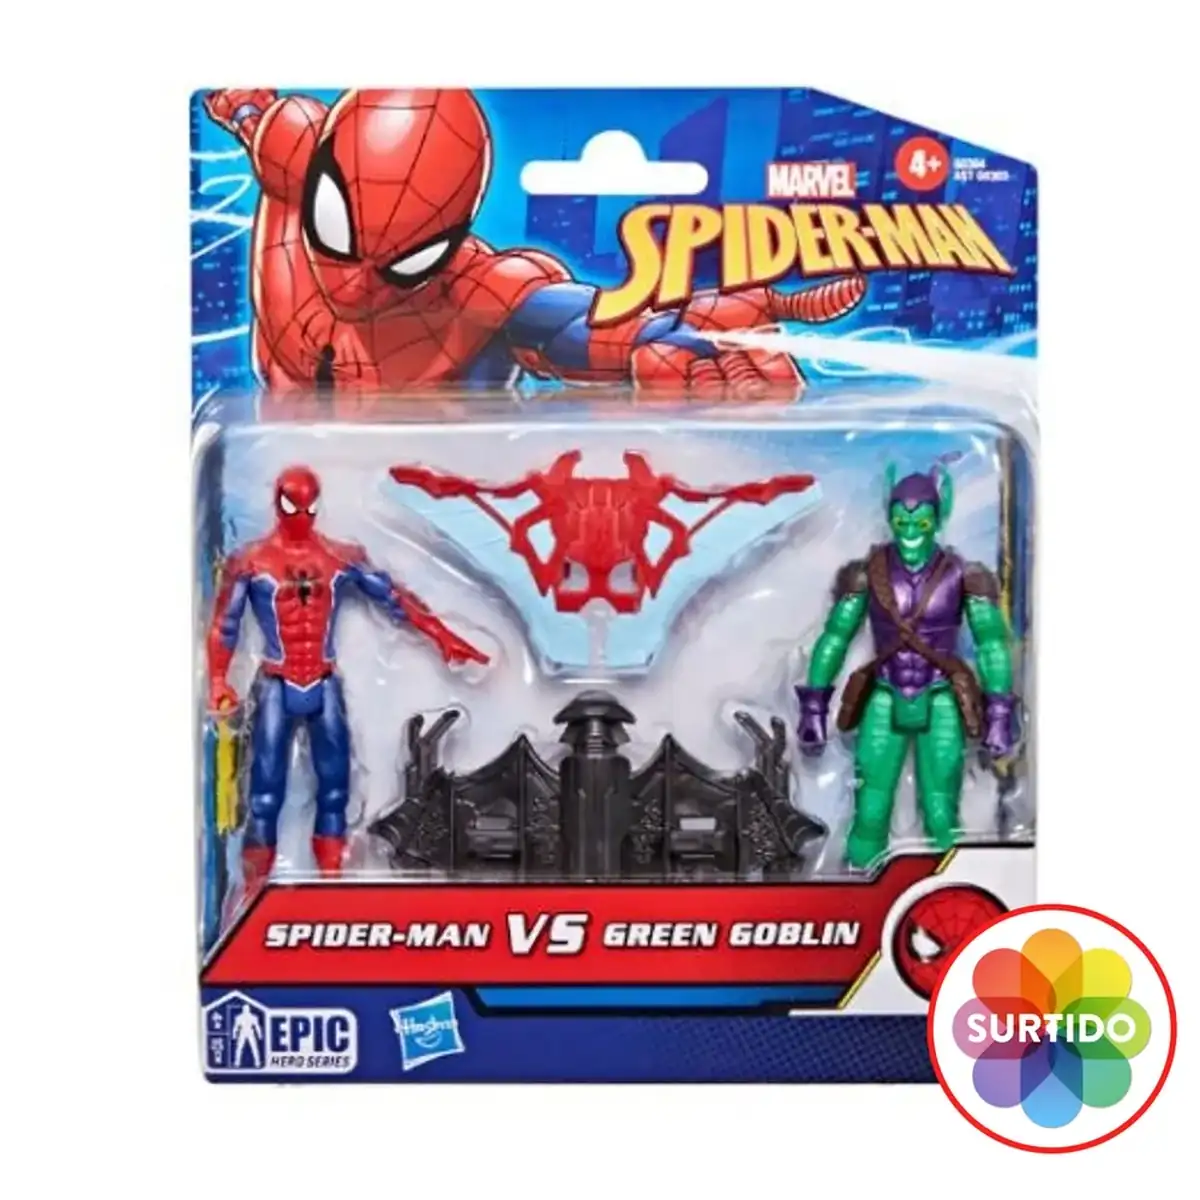 MARVEL
SPIDER-MAN
4+
SPIDER-MAN VS GREEN GOBLIN
EPIC
HERO SERIES
Hasbro
SURTIDO